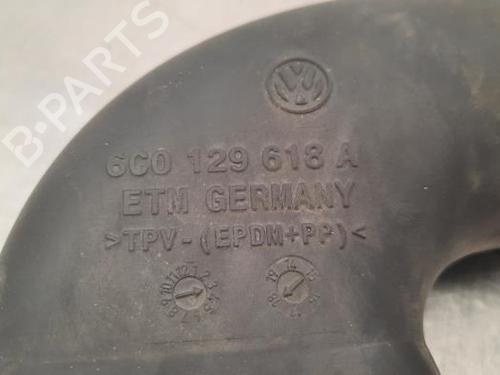 B-PARTS
6C0 129 618 A
ETM GERMANY
>TPV-(EPDM+PP)<